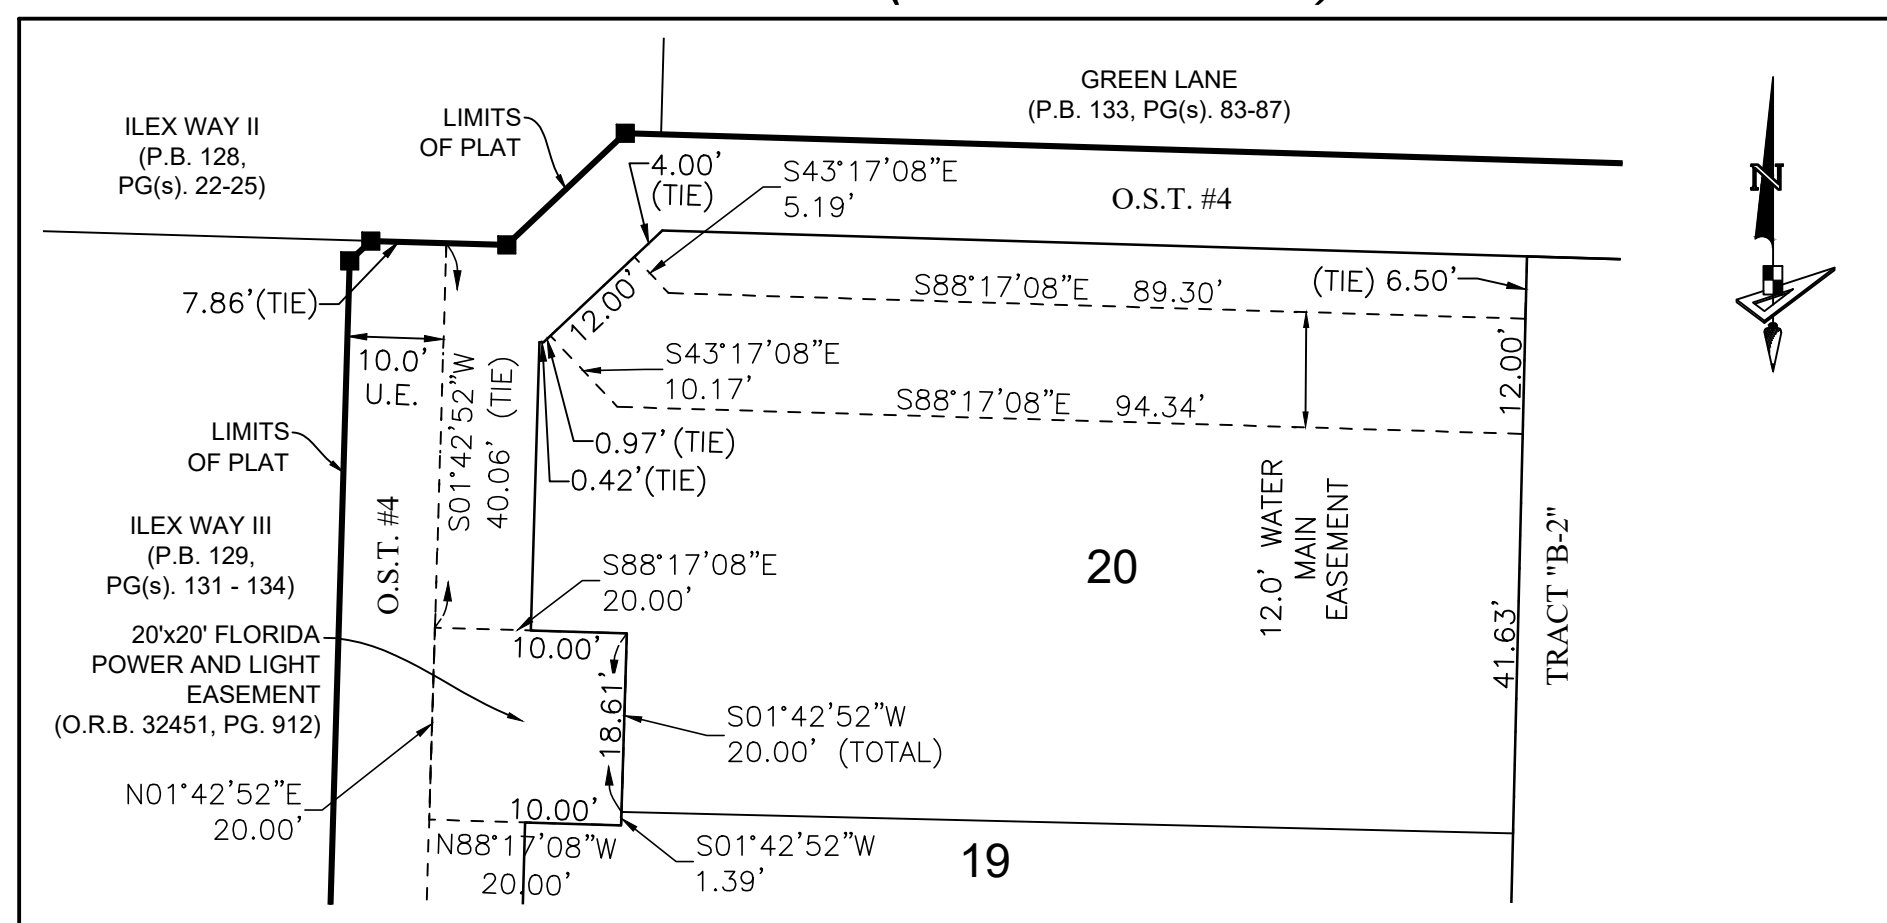 GREEN LANE
(P.B. 133, PG(s). 83-87)
ILEX WAY II
(P.B. 128,
PG(s). 22-25)
LIMITS
OF PLAT
4.00'
(TIE)
S43°17'08"E
5.19'
O.S.T. #4
7.86'(TIE)
12.00'
S88°17'08"E 89.30'
(TIE) 6.50'
N
10.0'
U.E.
S01°42'52"W
40.06' (TIE)
S43°17'08"E
10.17'
S88°17'08"E 94.34'
12.00'
LIMITS
OF PLAT
0.97'(TIE)
0.42'(TIE)
12.0' WATER
MAIN
EASEMENT
ILEX WAY III
(P.B. 129,
PG(s). 131 - 134)
O.S.T. #4
S88°17'08"E
20.00'
20
41.63'
TRACT "B-2"
20'x20' FLORIDA
POWER AND LIGHT
EASEMENT
(O.R.B. 32451, PG. 912)
10.00'
18.61'
S01°42'52"W
20.00' (TOTAL)
N01°42'52"E
20.00'
10.00'
N88°17'08"W
20.00'
S01°42'52"W
1.39'
19